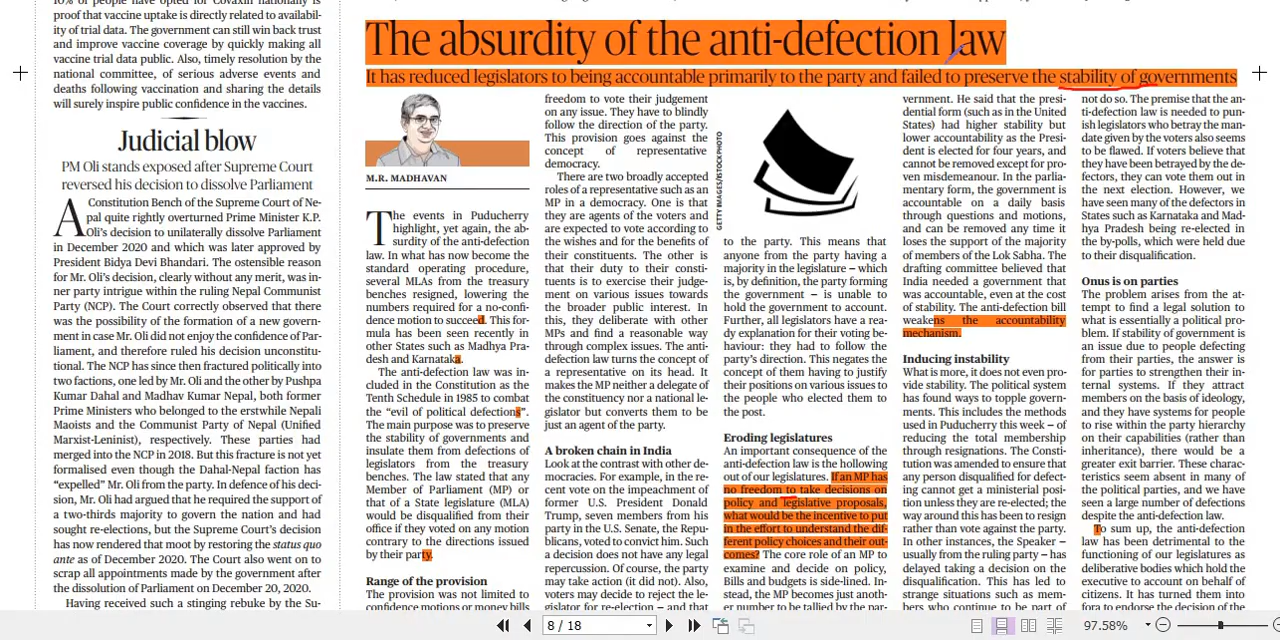 10% of people have opted for Covaxin nationally is
proof that vaccine uptake is directly related to availabil-
ity of trial data. The government can still win back trust
and improve vaccine coverage by quickly making all
vaccine trial data public. Also, timely resolution by the
national committee, of serious adverse events and
deaths following vaccination and sharing the details
will surely inspire public confidence in the vaccines.
Judicial blow
PM Oli stands exposed after Supreme Court
reversed his decision to dissolve Parliament
A Constitution Bench of the Supreme Court of Ne-
pal quite rightly overturned Prime Minister K.P.
Oli's decision to unilaterally dissolve Parliament
in December 2020 and which was later approved by
President Bidya Devi Bhandari. The ostensible reason
for Mr. Oli's decision, clearly without any merit, was in-
ner party intrigue within the ruling Nepal Communist
Party (NCP). The Court correctly observed that there
was the possibility of the formation of a new govern-
ment in case Mr. Oli did not enjoy the confidence of Par-
liament, and therefore ruled his decision unconstitu-
tional. The NCP has since then fractured politically into
two factions, one led by Mr. Oli and the other by Pushpa
Kumar Dahal and Madhav Kumar Nepal, both former
Prime Ministers who belonged to the erstwhile Nepali
Maoists and the Communist Party of Nepal (Unified
Marxist-Leninist), respectively. These parties had
merged into the NCP in 2018. But this fracture is not yet
formalised even though the Dahal-Nepal faction has
"expelled" Mr. Oli from the party. In defence of his deci-
sion, Mr. Oli had argued that he required the support of
a two-thirds majority to govern the nation and had
sought re-elections, but the Supreme Court's decision
has now rendered that moot by restoring the status quo
ante as of December 2020. The Court also went on to
scrap all appointments made by the government after
the dissolution of Parliament on December 20, 2020.
Having received such a stinging rebuke by the Su-
The absurdity of the anti-defection law
It has reduced legislators to being accountable primarily to the party and failed to preserve the stability of governments
M.R. MADHAVAN
The events in Puducherry
highlight, yet again, the ab-
surdity of the anti-defection
law. In what has now become the
standard operating procedure,
several MLAs from the treasury
benches resigned, lowering the
numbers required for a no-confi-
dence motion to succeed. This for-
mula has been seen recently in
other States such as Madhya Pra-
desh and Karnataka.
The anti-defection law was in-
cluded in the Constitution as the
Tenth Schedule in 1985 to combat
the "evil of political defections".
The main purpose was to preserve
the stability of governments and
insulate them from defections of
legislators from the treasury
benches. The law stated that any
Member of Parliament (MP) or
that of a State legislature (MLA)
would be disqualified from their
office if they voted on any motion
contrary to the directions issued
by their party.
Range of the provision
The provision was not limited to
confidence motions or money bills
freedom to vote their judgement
on any issue. They have to blindly
follow the direction of the party.
This provision goes against the
concept of representative
democracy.
There are two broadly accepted
roles of a representative such as an
MP in a democracy. One is that
they are agents of the voters and
are expected to vote according to
the wishes and for the benefits of
their constituents. The other is
that their duty to their consti-
tuents is to exercise their judge-
ment on various issues towards
the broader public interest. In
this, they deliberate with other
MPs and find a reasonable way
through complex issues. The anti-
defection law turns the concept of
a representative on its head. It
makes the MP neither a delegate of
the constituency nor a national le-
gislator but converts them to be
just an agent of the party.
A broken chain in India
Look at the contrast with other de-
mocracies. For example, in the re-
cent vote on the impeachment of
former U.S. President Donald
Trump, seven members from his
party in the U.S. Senate, the Repu-
blicans, voted to convict him. Such
a decision does not have any legal
repercussion. Of course, the party
may take action (it did not). Also,
voters may decide to reject the le-
gislator for re-election – and that
GETTY IMAGES/ISTOCKPHOTO
to the party. This means that
anyone from the party having a
majority in the legislature – which
is, by definition, the party forming
the government – is unable to
hold the government to account.
Further, all legislators have a rea-
dy explanation for their voting be-
haviour: they had to follow the
party's direction. This negates the
concept of them having to justify
their positions on various issues to
the people who elected them to
the post.
Eroding legislatures
An important consequence of the
anti-defection law is the following
out of our legislatures. If an MP has
no freedom to take decisions on
policy and legislative proposals,
what would be the incentive to put
in the effort to understand the dif-
ferent policy choices and their out-
comes? The core role of an MP to
examine and decide on policy,
Bills and budgets is side-lined. In-
stead, the MP becomes just anoth-
er number to be tallied by the par-
vernment. He said that the presi-
dential form (such as in the United
States) had higher stability but
lower accountability as the Presi-
dent is elected for four years, and
cannot be removed except for pro-
ven misdemeanour. In the parlia-
mentary form, the government is
accountable on a daily basis
through questions and motions,
and can be removed any time it
loses the support of the majority
of members of the Lok Sabha. The
drafting committee believed that
India needed a government that
was accountable, even at the cost
of stability. The anti-defection bill
weakens the accountability
mechanism.
Inducing instability
What is more, it does not even pro-
vide stability. The political system
has found ways to topple govern-
ments. This includes the methods
used in Puducherry this week – of
reducing the total membership
through resignations. The Consti-
tution was amended to ensure that
any person disqualified for defect-
ing cannot get a ministerial posi-
tion unless they are re-elected; the
way around this has been to resign
rather than vote against the party.
In other instances, the Speaker –
usually from the ruling party – has
delayed taking a decision on the
disqualification. This has led to
strange situations such as mem-
bers who continue to be part of
not do so. The premise that the an-
ti-defection law is needed to pun-
ish legislators who betray the man-
date given by the voters also seems
to be flawed. If voters believe that
they have been betrayed by the de-
fectors, they can vote them out in
the next election. However, we
have seen many of the defectors in
States such as Karnataka and Mad-
hya Pradesh being re-elected in
the by-polls, which were held due
to their disqualification.
Onus is on parties
The problem arises from the at-
tempt to find a legal solution to
what is essentially a political pro-
blem. If stability of government is
an issue due to people defecting
from their parties, the answer is
for parties to strengthen their in-
ternal systems. If they attract
members on the basis of ideology,
and they have systems for people
to rise within the party hierarchy
on their capabilities (rather than
inheritance), there would be a
greater exit barrier. These charac-
teristics seem absent in many of
the political parties, and we have
seen a large number of defections
despite the anti-defection law.
To sum up, the anti-defection
law has been detrimental to the
functioning of our legislatures as
deliberative bodies which hold the
executive to account on behalf of
citizens. It has turned them into
fora to endorse the decision of the
8 / 18
97.58%